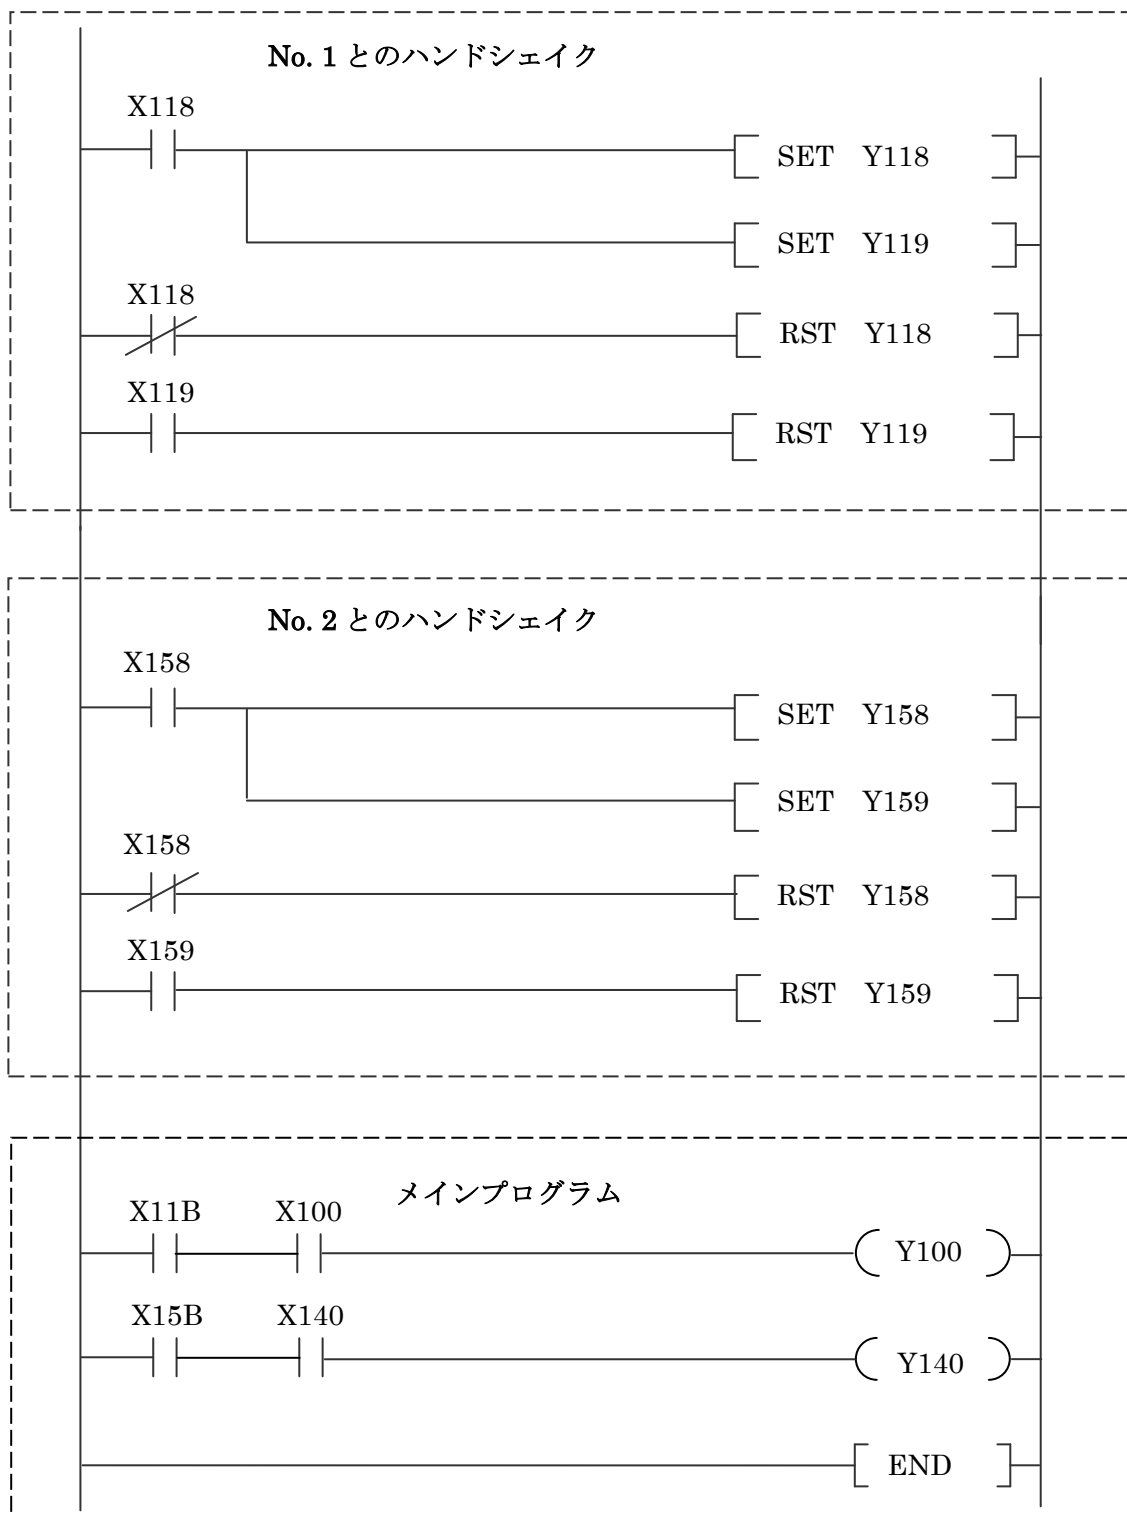 No. 1 とのハンドシェイク
X118
SET Y118
SET Y119
X118
RST Y118
X119
RST Y119
No. 2 とのハンドシェイク
X158
SET Y158
SET Y159
X158
RST Y158
X159
RST Y159
メインプログラム
X11B X100
Y100
X15B X140
Y140
END